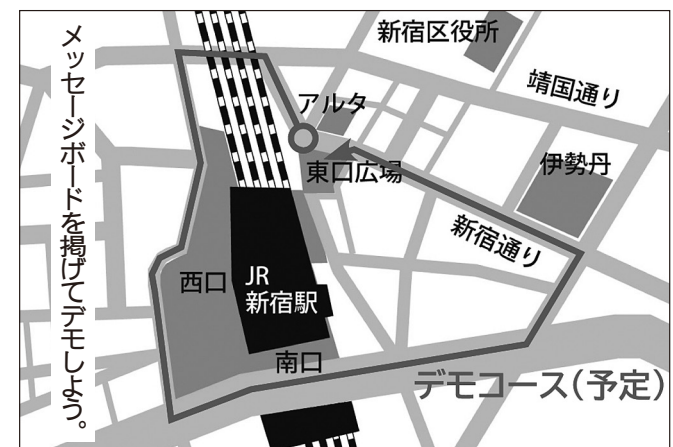 メッセージボードを掲げてデモしよう。
新宿区役所
靖国通り
アルタ
伊勢丹
東口広場
新宿通り
西口
JR
新宿駅
南口
デモコース(予定)